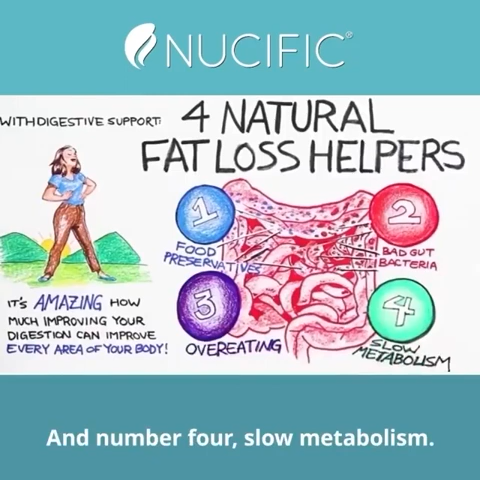 NUCIFIC®
WITH DIGESTIVE SUPPORT:
4 NATURAL
FAT LOSS HELPERS
1
FOOD
PRESERVATIVES
2
BAD GUT
BACTERIA
3
OVEREATING
4
SLOW
METABOLISM
IT'S AMAZING HOW
MUCH IMPROVING YOUR
DIGESTION CAN IMPROVE
EVERY AREA OF YOUR BODY!
And number four, slow metabolism.